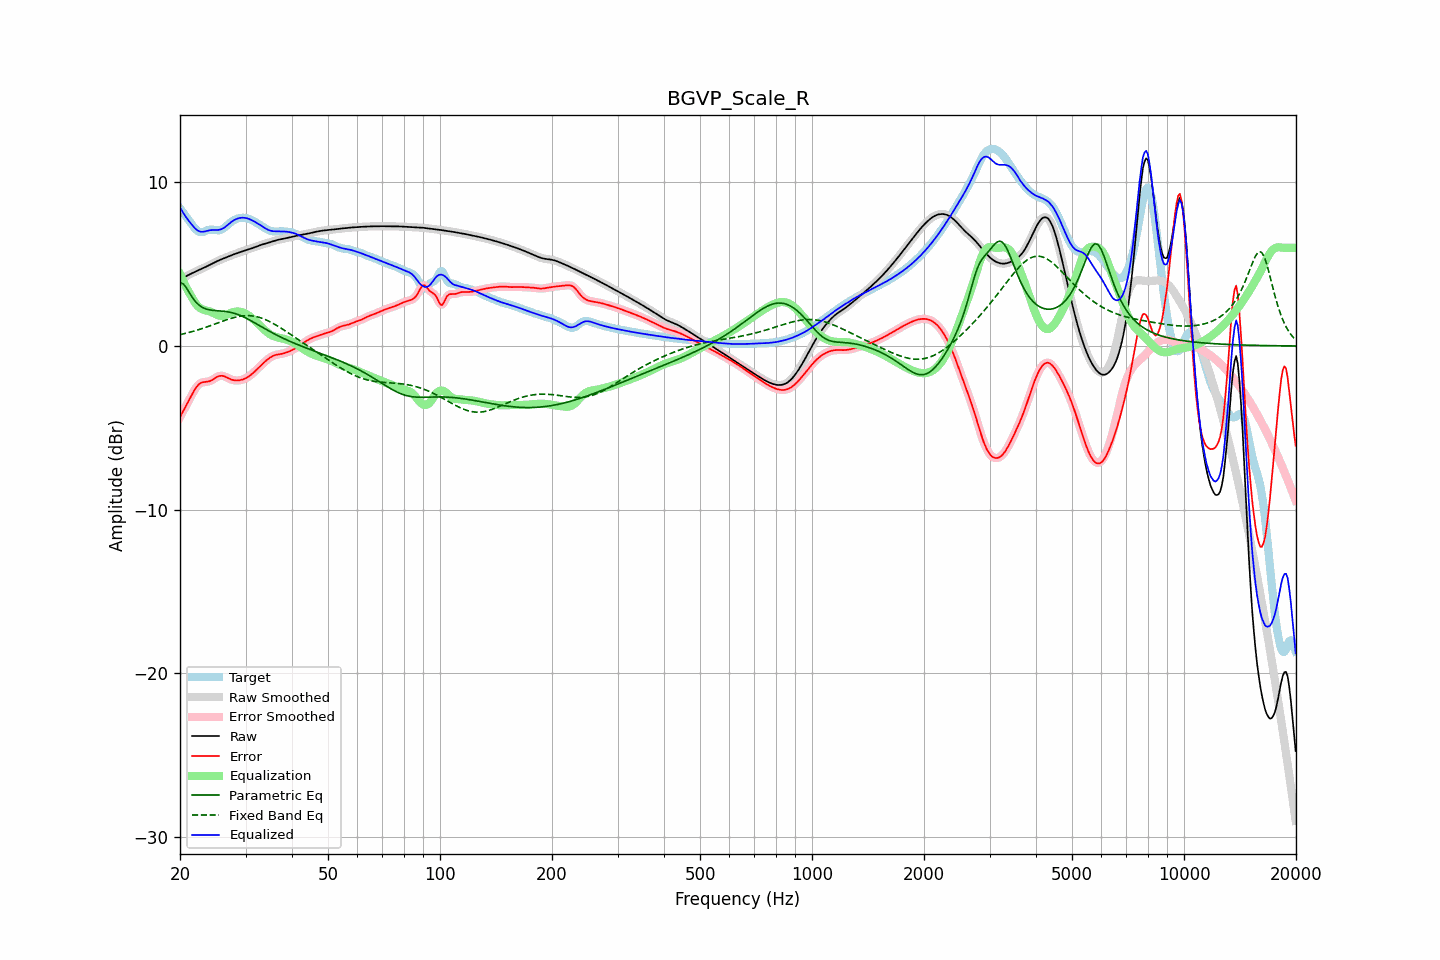 BGVP_Scale_R
10
0
−10
−20
−30
Amplitude (dBr)
Target
Raw Smoothed
Error Smoothed
Raw
Error
Equalization
Parametric Eq
Fixed Band Eq
Equalized
20
50
100
200
500
1000
2000
5000
10000
20000
Frequency (Hz)